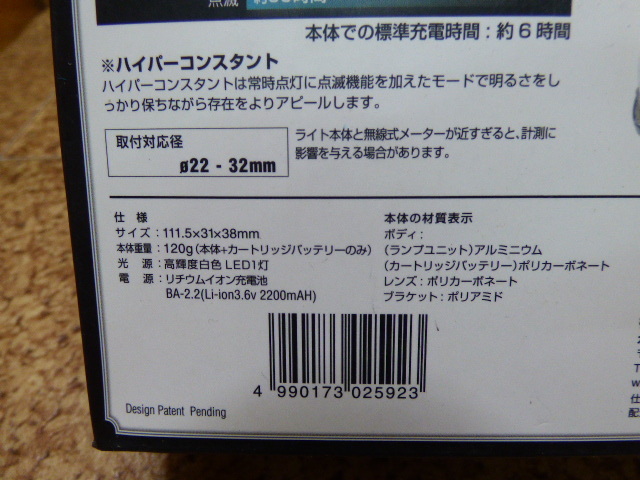 点滅
本体での標準充電時間：約6時間
※ハイパーコンスタント
ハイパーコンスタントは常時点灯に点滅機能を加えたモードで明るさをし
っかり保ちながら存在をよりアピールします。
取付対応径
ø22 - 32mm
ライト本体と無線式メーターが近すぎると、計測に
影響を与える場合があります。
仕 様
サイズ：111.5×31×38mm
本体重量：120g(本体+カートリッジバッテリーのみ)
光 源：高輝度白色LED1灯
電 源：リチウムイオン充電池
BA-2.2(Li-ion3.6v 2200mAH)
本体の材質表示
ボディ：
(ランプユニット)アルミニウム
(カートリッジバッテリー)ポリカーボネート
レンズ：ポリカーボネート
ブラケット：ポリアミド
4 990173 025923
Design Patent Pending